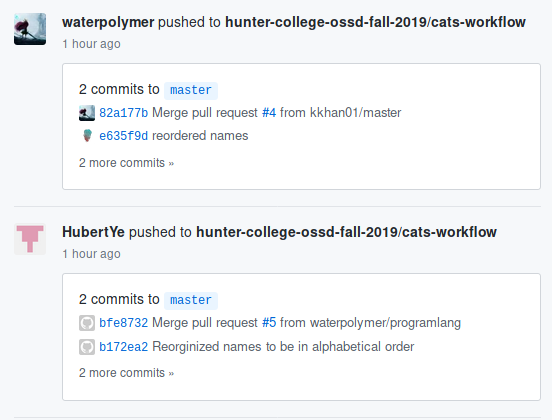 waterpolymer pushed to hunter-college-ossd-fall-2019/cats-workflow
1 hour ago
2 commits to master
82a177b Merge pull request #4 from kkhan01/master
e635f9d reordered names
2 more commits »
HubertYe pushed to hunter-college-ossd-fall-2019/cats-workflow
1 hour ago
2 commits to master
bfe8732 Merge pull request #5 from waterpolymer/programlang
b172ea2 Reorginized names to be in alphabetical order
2 more commits »